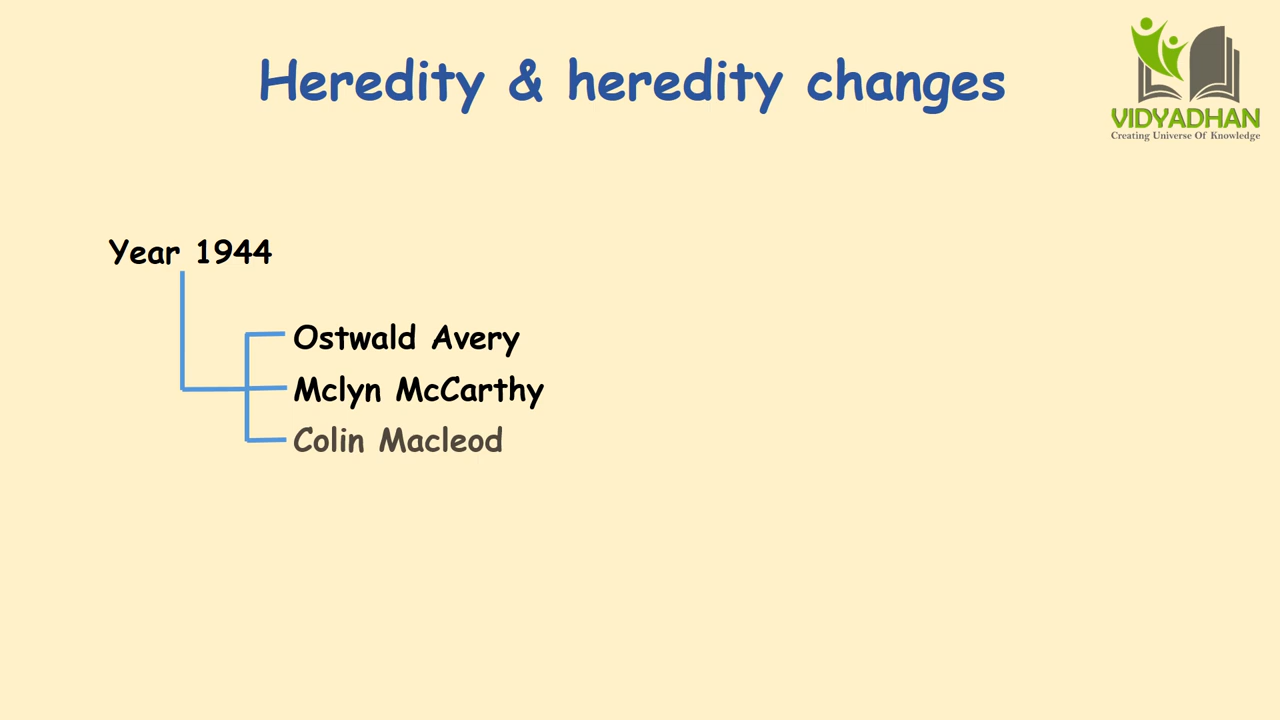 Heredity & heredity changes
VIDYADHAN
Creating Universe Of Knowledge
Year 1944
Ostwald Avery
Mclyn McCarthy
Colin Macleod